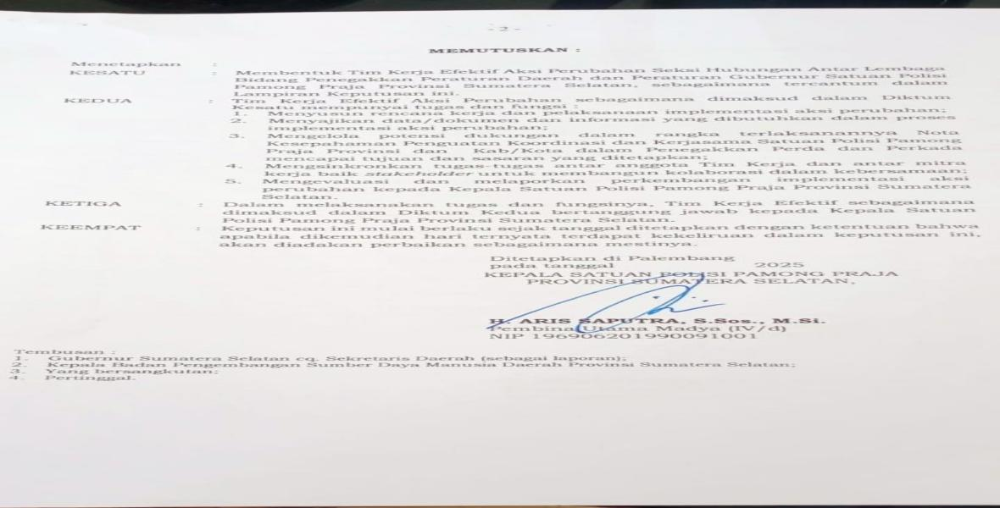 - 2 -
MEMUTUSKAN :
Menetapkan :
KESATU : Membentuk Tim Kerja Efektif Aksi Perubahan Seksi Hubungan Antar Lembaga
Bidang Penegakkan Peraturan Daerah dan Peraturan Gubernur Satuan Polisi
Pamong Praja Provinsi Sumatera Selatan, sebagaimana tercantum dalam
Lampiran Keputusan ini.
KEDUA : Tim Kerja Efektif Aksi Perubahan sebagaimana dimaksud dalam Diktum
Kesatu mempunyai tugas dan fungsi :
1. Menyusun rencana kerja dan pelaksanaan implementasi aksi perubahan;
2. Menyajikan data/dokumen dan informasi yang dibutuhkan dalam proses
implementasi aksi perubahan;
3. Mengelola potensi dukungan dalam rangka terlaksanannya Nota
Kesepahaman Penguatan Koordinasi dan Kerjasama Satuan Polisi Pamong
Praja Provinsi dan Kab/Kota dalam menegakkan Perda dan Perkada
mencapai tujuan dan sasaran yang ditetapkan;
4. Mengsinkronkan tugas-tugas antar anggota Tim Kerja dan antar mitra
kerja baik stakeholder untuk membangun kolaborasi dalam kebersamaan;
5. Mengevaluasi dan melaporkan perkembangan implementasi aksi
perubahan kepada Kepala Satuan Polisi Pamong Praja Provinsi Sumatera
Selatan.
KETIGA : Dalam melaksanakan tugas dan fungsinya, Tim Kerja Efektif sebagaimana
dimaksud dalam Diktum Kedua bertanggung jawab kepada Kepala Satuan
Polisi Pamong Praja Provinsi Sumatera Selatan.
KEEMPAT : Keputusan ini mulai berlaku sejak tanggal ditetapkan dengan ketentuan bahwa
apabila dikemudian hari ternyata terdapat kekeliruan dalam keputusan ini,
akan diadakan perbaikan sebagaimana mestinya.
Ditetapkan di Palembang
pada tanggal 2025
KEPALA SATUAN POLISI PAMONG PRAJA
PROVINSI SUMATERA SELATAN,
H. ARIS SAPUTRA, S.Sos., M.Si.
Pembina Utama Madya (IV/d)
NIP 196906201990091001
Tembusan :
1. Gubernur Sumatera Selatan cq. Sekretaris Daerah (sebagai laporan);
2. Kepala Badan Pengembangan Sumber Daya Manusia Daerah Provinsi Sumatera Selatan;
3. Yang bersangkutan;
4. Pertinggal.